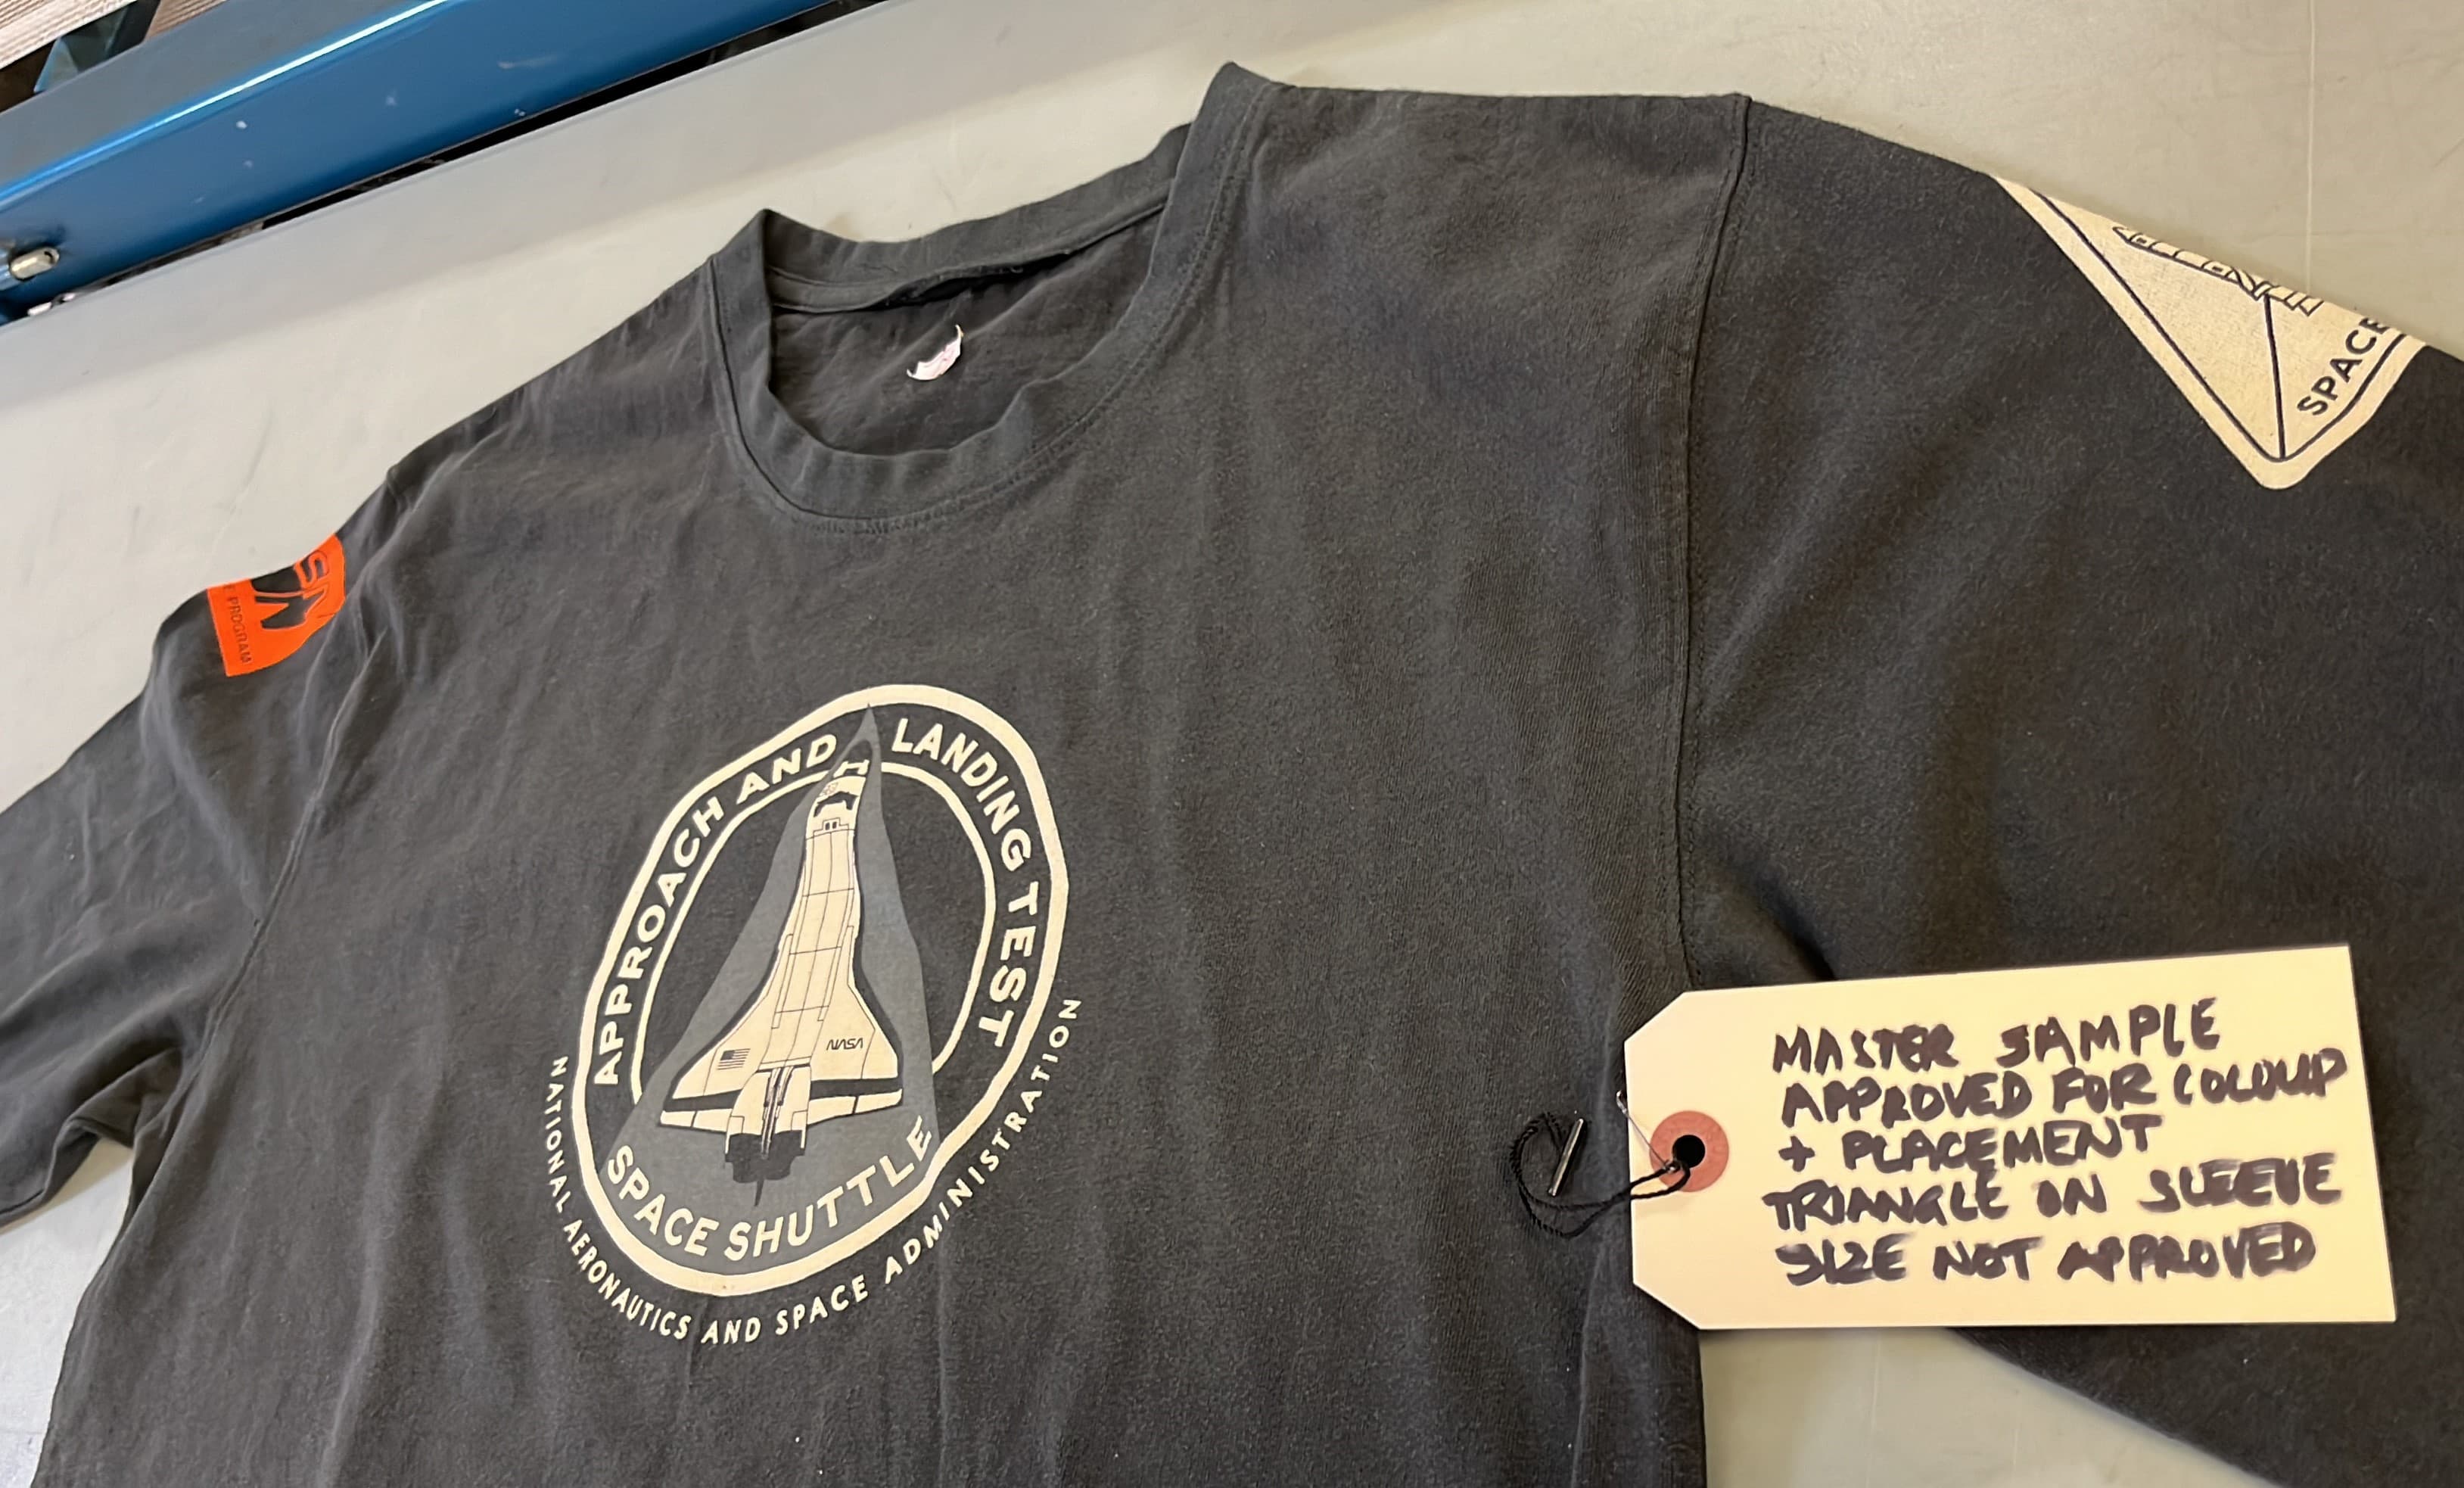 APPROACH AND LANDING TEST
NASA
SPACE SHUTTLE
NATIONAL AERONAUTICS AND SPACE ADMINISTRATION
PROGRAM
SPACE
MASTER SAMPLE
APPROVED FOR COLOUR
+ PLACEMENT
TRIANGLE ON SLEEVE
SIZE NOT APPROVED